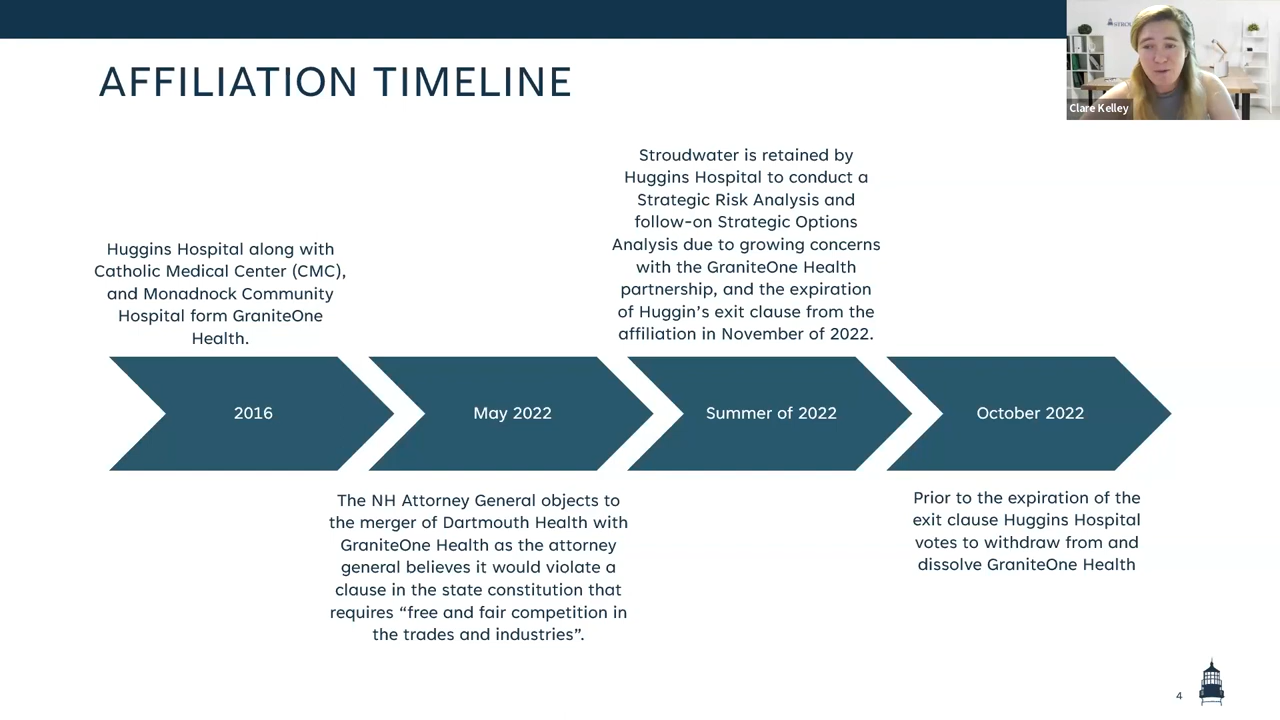 AFFILIATION TIMELINE
Clare Kelley
Stroudwater is retained by
Huggins Hospital to conduct a
Strategic Risk Analysis and
follow-on Strategic Options
Analysis due to growing concerns
with the GraniteOne Health
partnership, and the expiration
of Huggin's exit clause from the
affiliation in November of 2022.
Huggins Hospital along with
Catholic Medical Center (CMC),
and Monadnock Community
Hospital form GraniteOne
Health.
2016
May 2022
Summer of 2022
October 2022
The NH Attorney General objects to
the merger of Dartmouth Health with
GraniteOne Health as the attorney
general believes it would violate a
clause in the state constitution that
requires “free and fair competition in
the trades and industries”.
Prior to the expiration of the
exit clause Huggins Hospital
votes to withdraw from and
dissolve GraniteOne Health
4